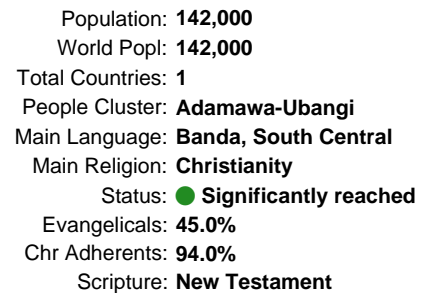 Population: 142,000
World Popl: 142,000
Total Countries: 1
People Cluster: Adamawa-Ubangi
Main Language: Banda, South Central
Main Religion: Christianity
Status: Significantly reached
Evangelicals: 45.0%
Chr Adherents: 94.0%
Scripture: New Testament